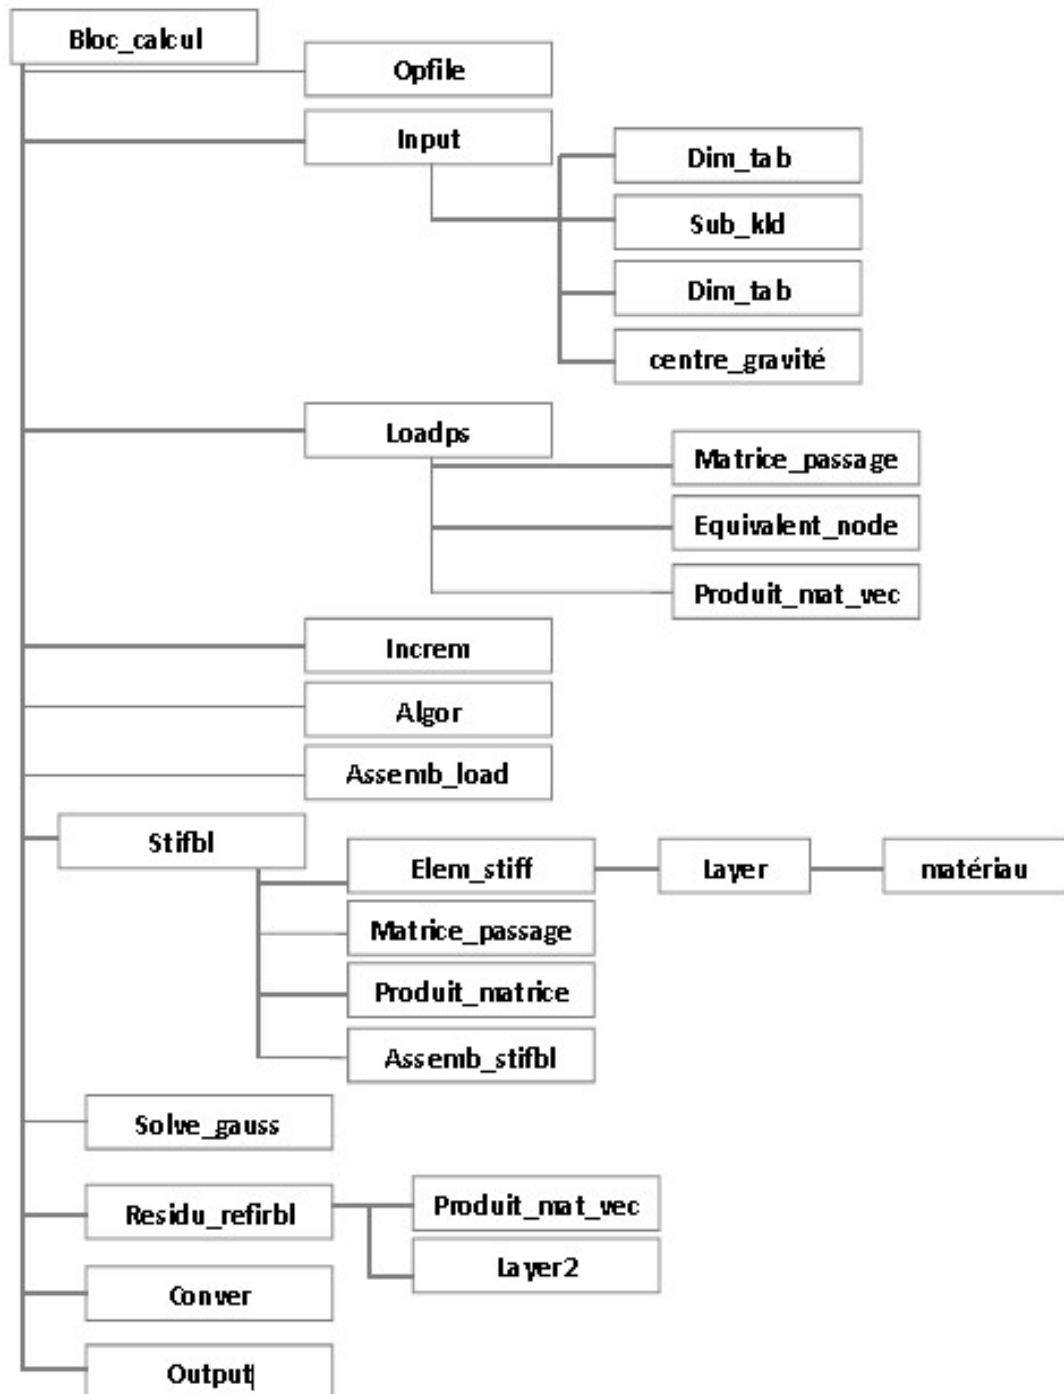 Bloc_calcul
Opfile
Input
Dim_tab
Sub_kld
Dim_tab
centre_gravité
Loadps
Matrice_passage
Equivalent_node
Produit_mat_vec
Increm
Algor
Assemb_load
Stifbl
Elem_stiff
Layer
matériau
Matrice_passage
Produit_matrice
Assemb_stifbl
Solve_gauss
Residu_refirbl
Produit_mat_vec
Layer2
Conver
Output